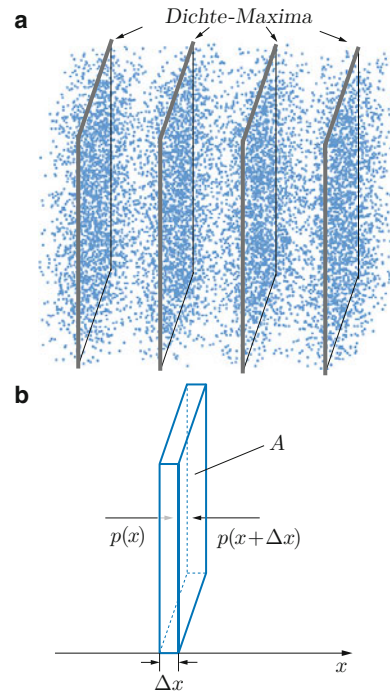 a
Dichte-Maxima
b
A
p(x)
p(x+Δx)
x
Δx